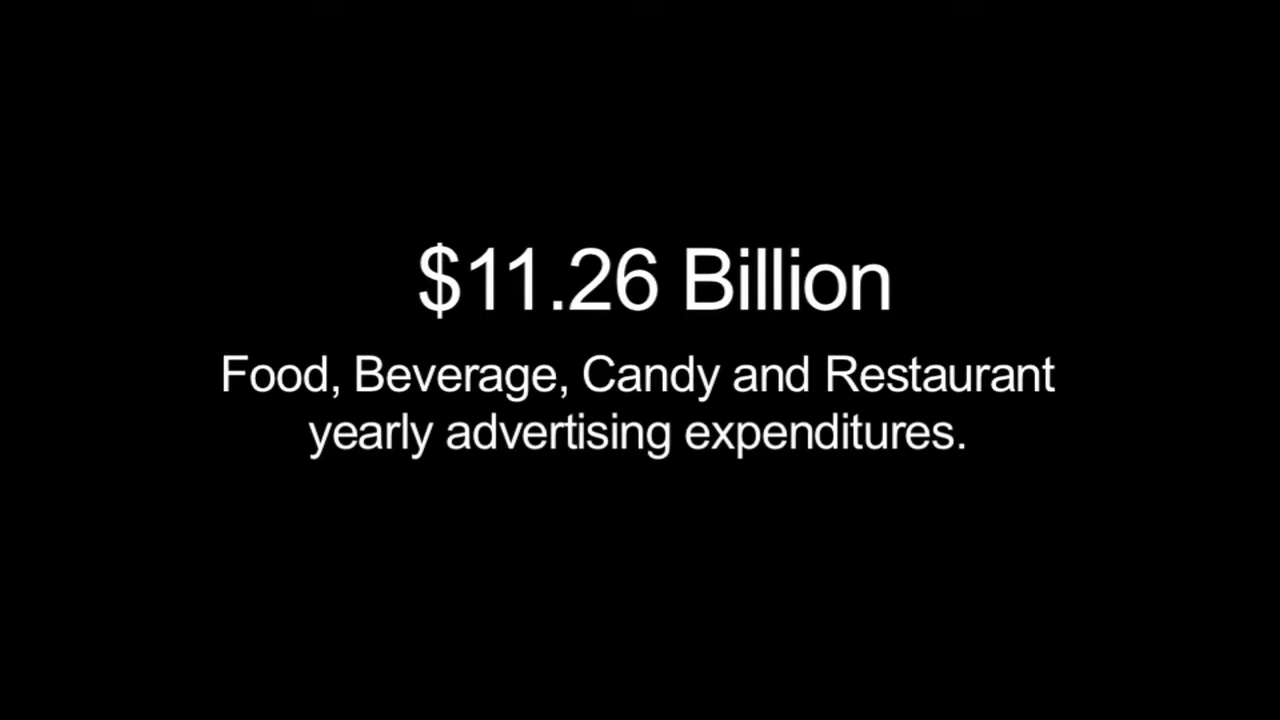 $11.26 Billion
Food, Beverage, Candy and Restaurant
yearly advertising expenditures.